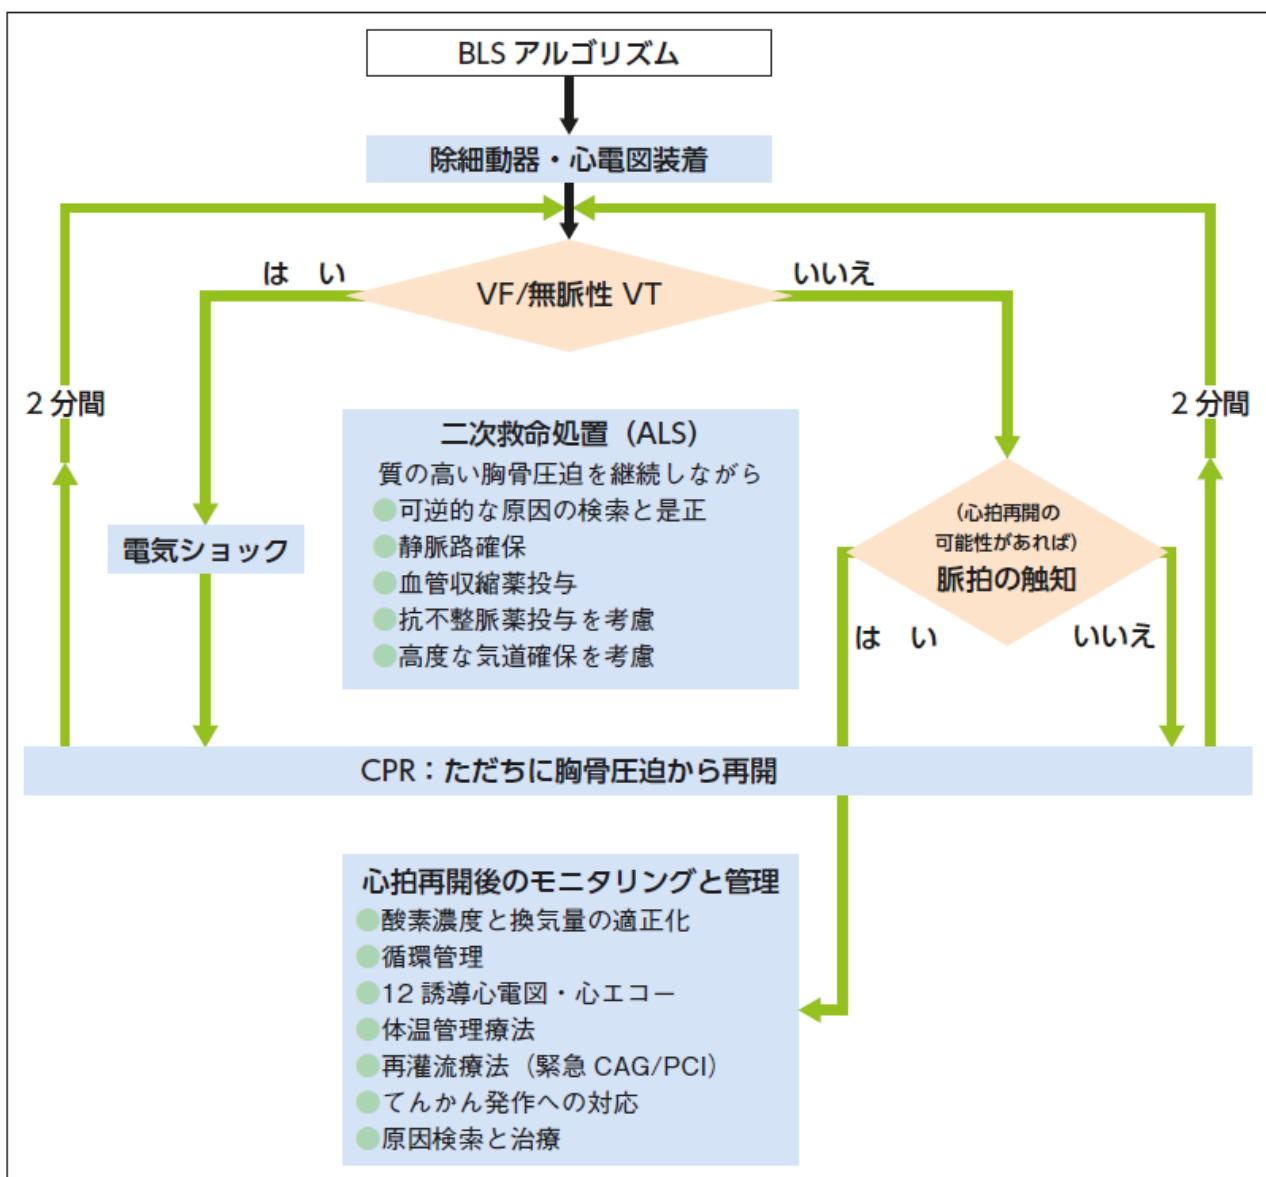 BLS アルゴリズム
除細動器・心電図装着
は い
VF/無脈性 VT
いいえ
2 分間
2 分間
二次救命処置（ALS）
質の高い胸骨圧迫を継続しながら
●可逆的な原因の検索と是正
●静脈路確保
●血管収縮薬投与
●抗不整脈薬投与を考慮
●高度な気道確保を考慮
電気ショック
（心拍再開の
可能性があれば）
脈拍の触知
は い
いいえ
CPR：ただちに胸骨圧迫から再開
心拍再開後のモニタリングと管理
●酸素濃度と換気量の適正化
●循環管理
●12 誘導心電図・心エコー
●体温管理療法
●再灌流療法（緊急 CAG/PCI）
●てんかん発作への対応
●原因検索と治療